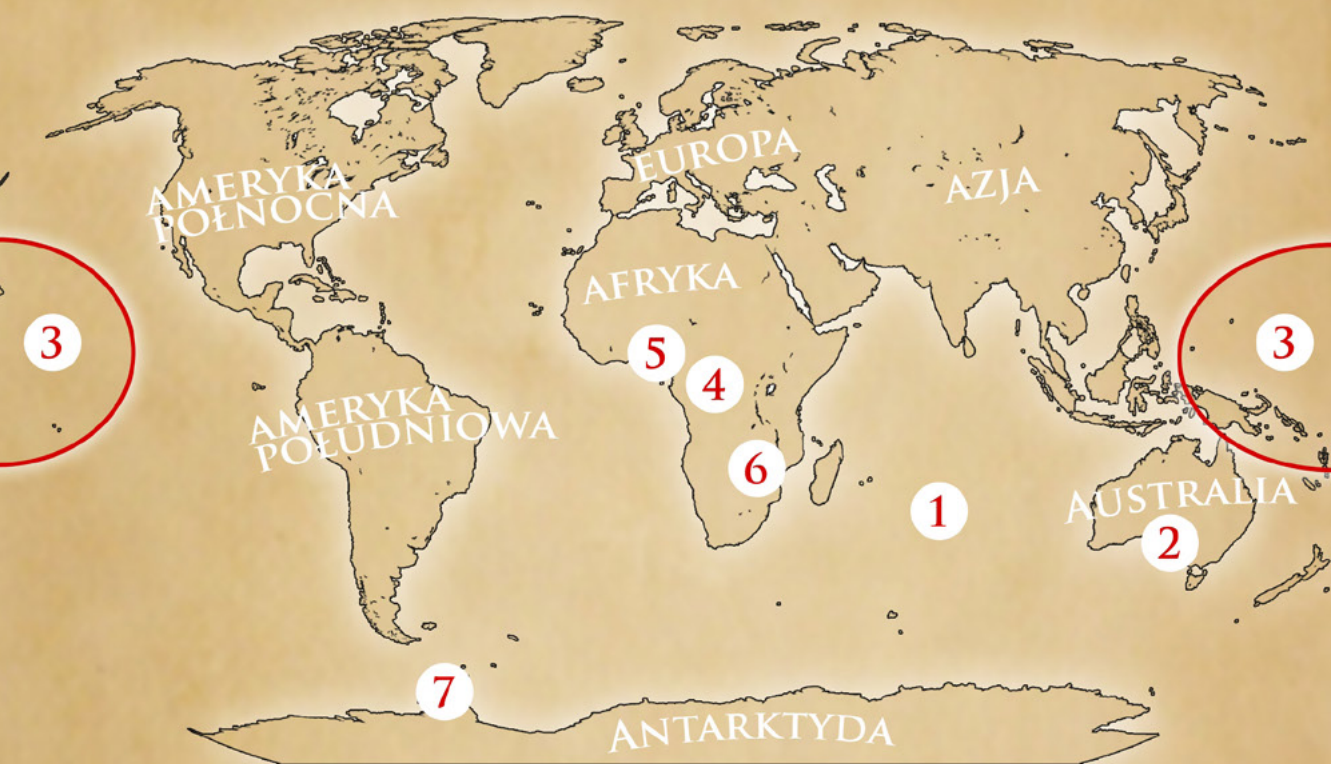 EUROPA
AMERYKA
PÓŁNOCNA
AZJA
AFRYKA
3
3
5
4
AMERYKA
POŁUDNIOWA
6
1
AUSTRALIA
2
7
ANTARKTYDA